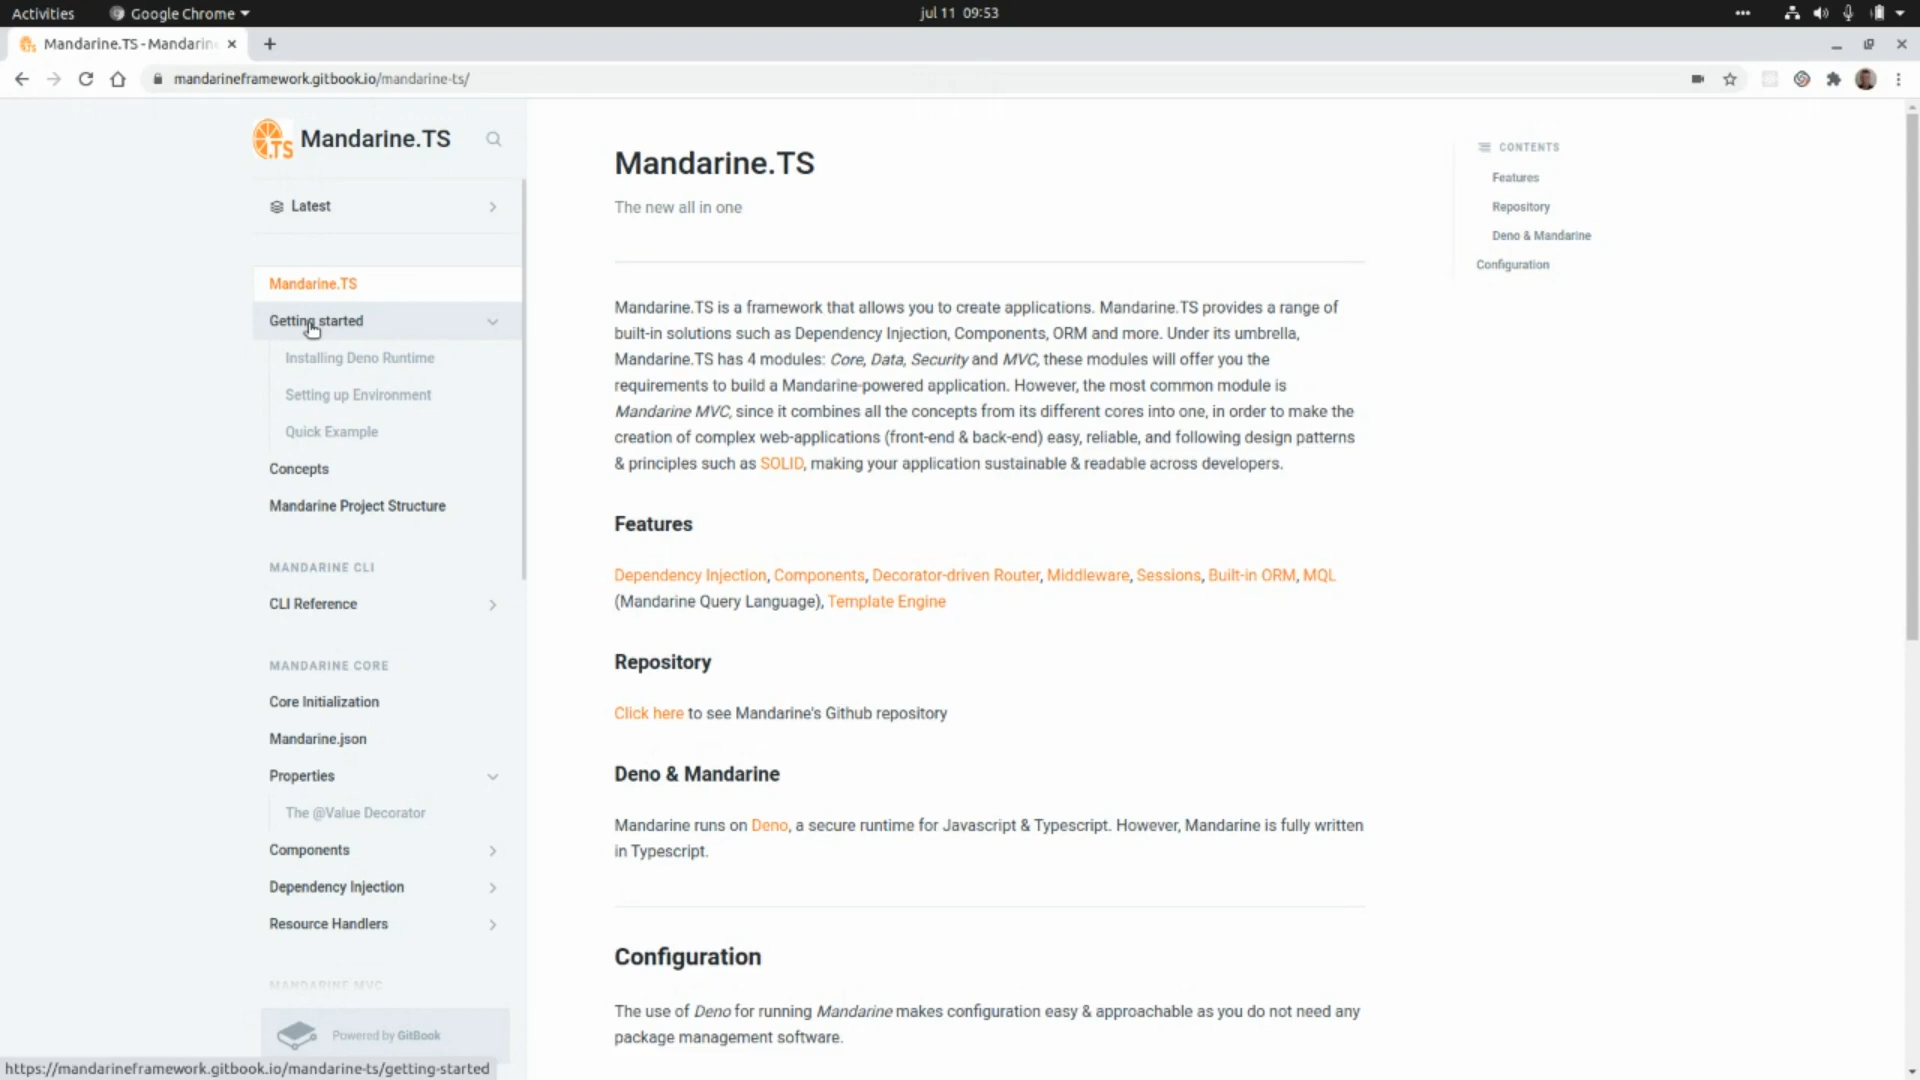 Activities
Google Chrome
jul 11 09:53
Mandarine.TS - Mandarin
mandarineframework.gitbook.io/mandarine-ts/
.TS
Mandarine.TS
Latest
Mandarine.TS
Getting started
Installing Deno Runtime
Setting up Environment
Quick Example
Concepts
Mandarine Project Structure
MANDARINE CLI
CLI Reference
MANDARINE CORE
Core Initialization
Mandarine.json
Properties
The @Value Decorator
Components
Dependency Injection
Resource Handlers
MANDARINE MVC
Powered by GitBook
https://mandarineframework.gitbook.io/mandarine-ts/getting-started
Mandarine.TS
The new all in one
Mandarine.TS is a framework that allows you to create applications. Mandarine.TS provides a range of
built-in solutions such as Dependency Injection, Components, ORM and more. Under its umbrella,
Mandarine.TS has 4 modules: Core, Data, Security and MVC, these modules will offer you the
requirements to build a Mandarine-powered application. However, the most common module is
Mandarine MVC, since it combines all the concepts from its different cores into one, in order to make the
creation of complex web-applications (front-end & back-end) easy, reliable, and following design patterns
& principles such as SOLID, making your application sustainable & readable across developers.
Features
Dependency Injection, Components, Decorator-driven Router, Middleware, Sessions, Built-in ORM, MQL
(Mandarine Query Language), Template Engine
Repository
Click here to see Mandarine's Github repository
Deno & Mandarine
Mandarine runs on Deno, a secure runtime for Javascript & Typescript. However, Mandarine is fully written
in Typescript.
Configuration
The use of Deno for running Mandarine makes configuration easy & approachable as you do not need any
package management software.
CONTENTS
Features
Repository
Deno & Mandarine
Configuration